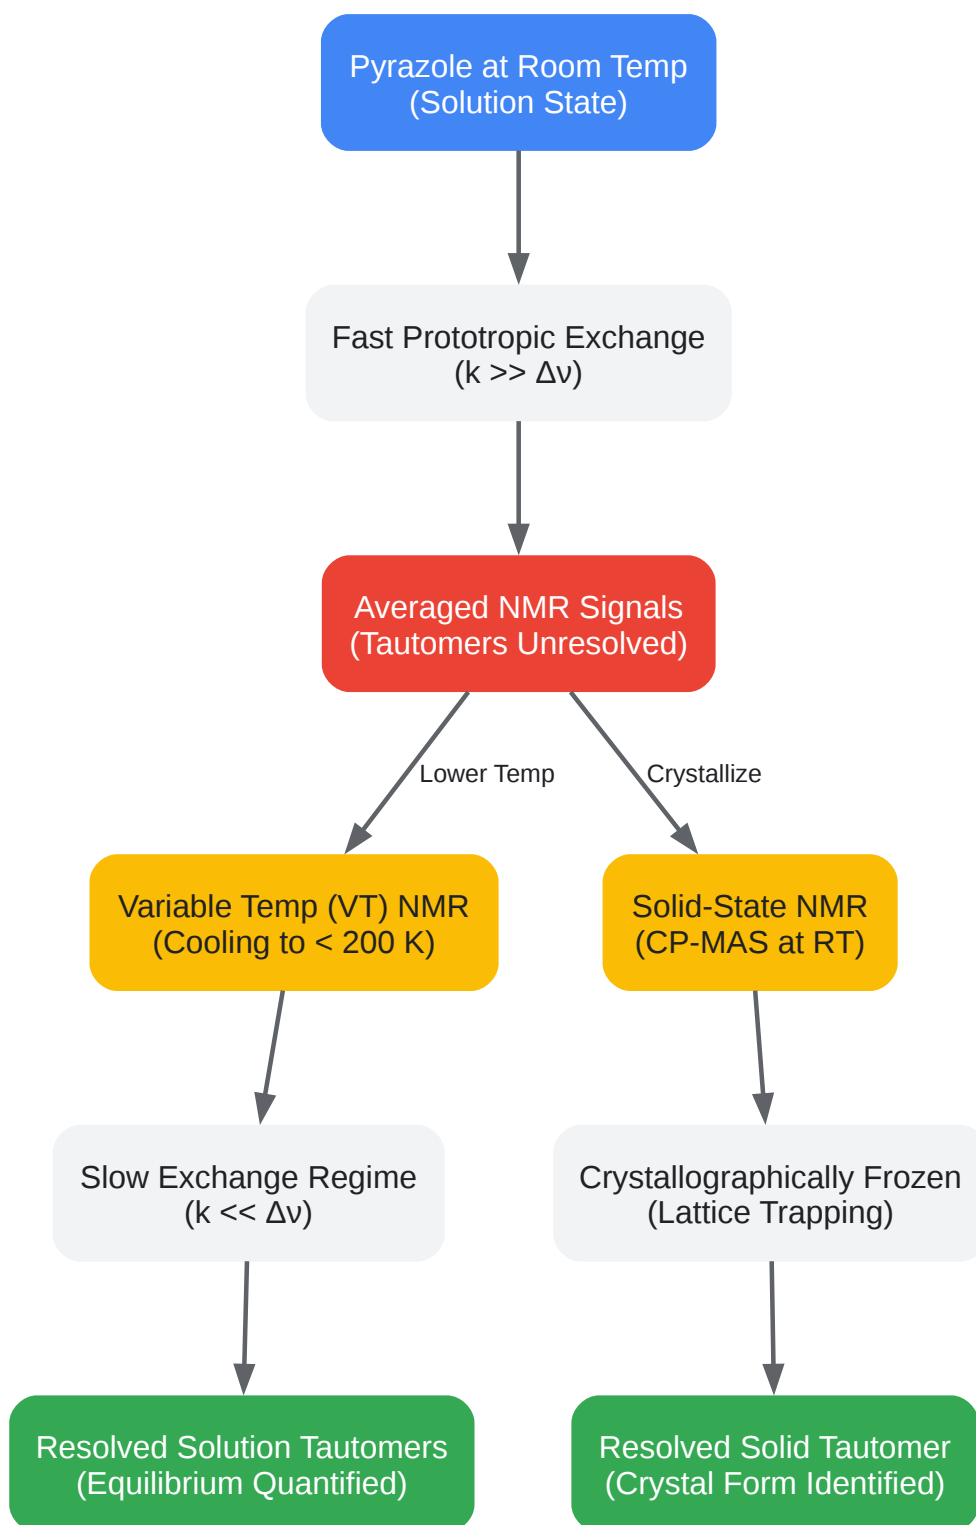 Pyrazole at Room Temp
(Solution State)
Fast Prototropic Exchange
(k >> Δν)
Averaged NMR Signals
(Tautomers Unresolved)
Lower Temp
Crystallize
Variable Temp (VT) NMR
(Cooling to < 200 K)
Solid-State NMR
(CP-MAS at RT)
Slow Exchange Regime
(k << Δν)
Crystallographically Frozen
(Lattice Trapping)
Resolved Solution Tautomers
(Equilibrium Quantified)
Resolved Solid Tautomer
(Crystal Form Identified)